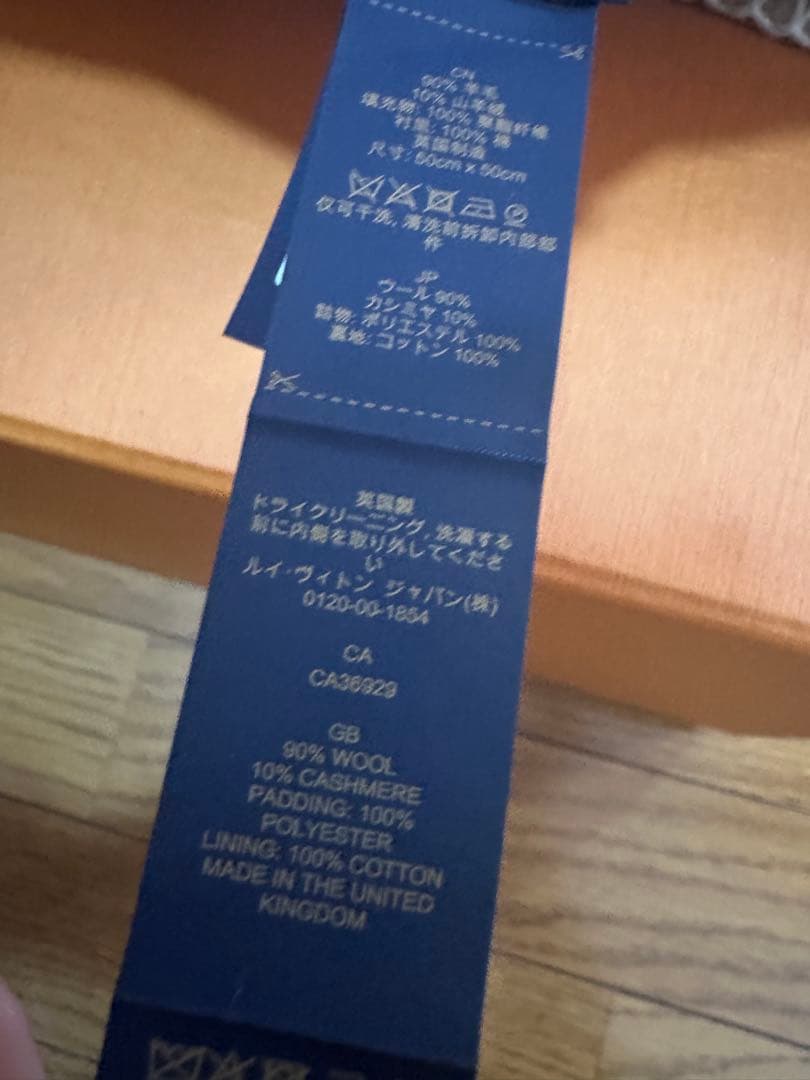 CN
90% 羊毛
10% 山羊绒
填充物: 100% 聚酯纤维
衬里: 100% 棉
英国制造
尺寸: 50cm x 50cm
仅可干洗, 清洗前拆卸内部部
件
JP
ウール 90%
カシミヤ 10%
詰物: ポリエステル 100%
裏地: コットン 100%
英国製
ドライクリーニング, 洗濯する
前に内側を取り外してくださ
い
ルイ·ヴィトン ジャパン(株)
0120-00-1854
CA
CA36929
GB
90% WOOL
10% CASHMERE
PADDING: 100%
POLYESTER
LINING: 100% COTTON
MADE IN THE UNITED
KINGDOM